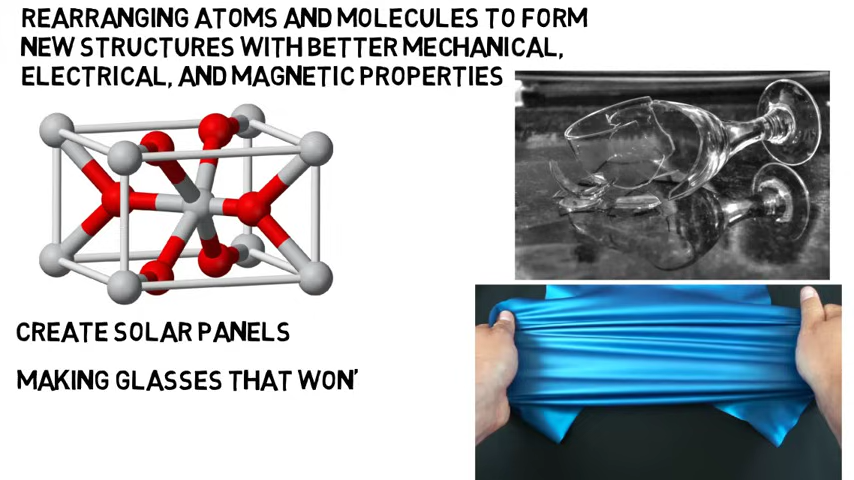 REARRANGING ATOMS AND MOLECULES TO FORM
NEW STRUCTURES WITH BETTER MECHANICAL,
ELECTRICAL, AND MAGNETIC PROPERTIES
CREATE SOLAR PANELS
MAKING GLASSES THAT WON'